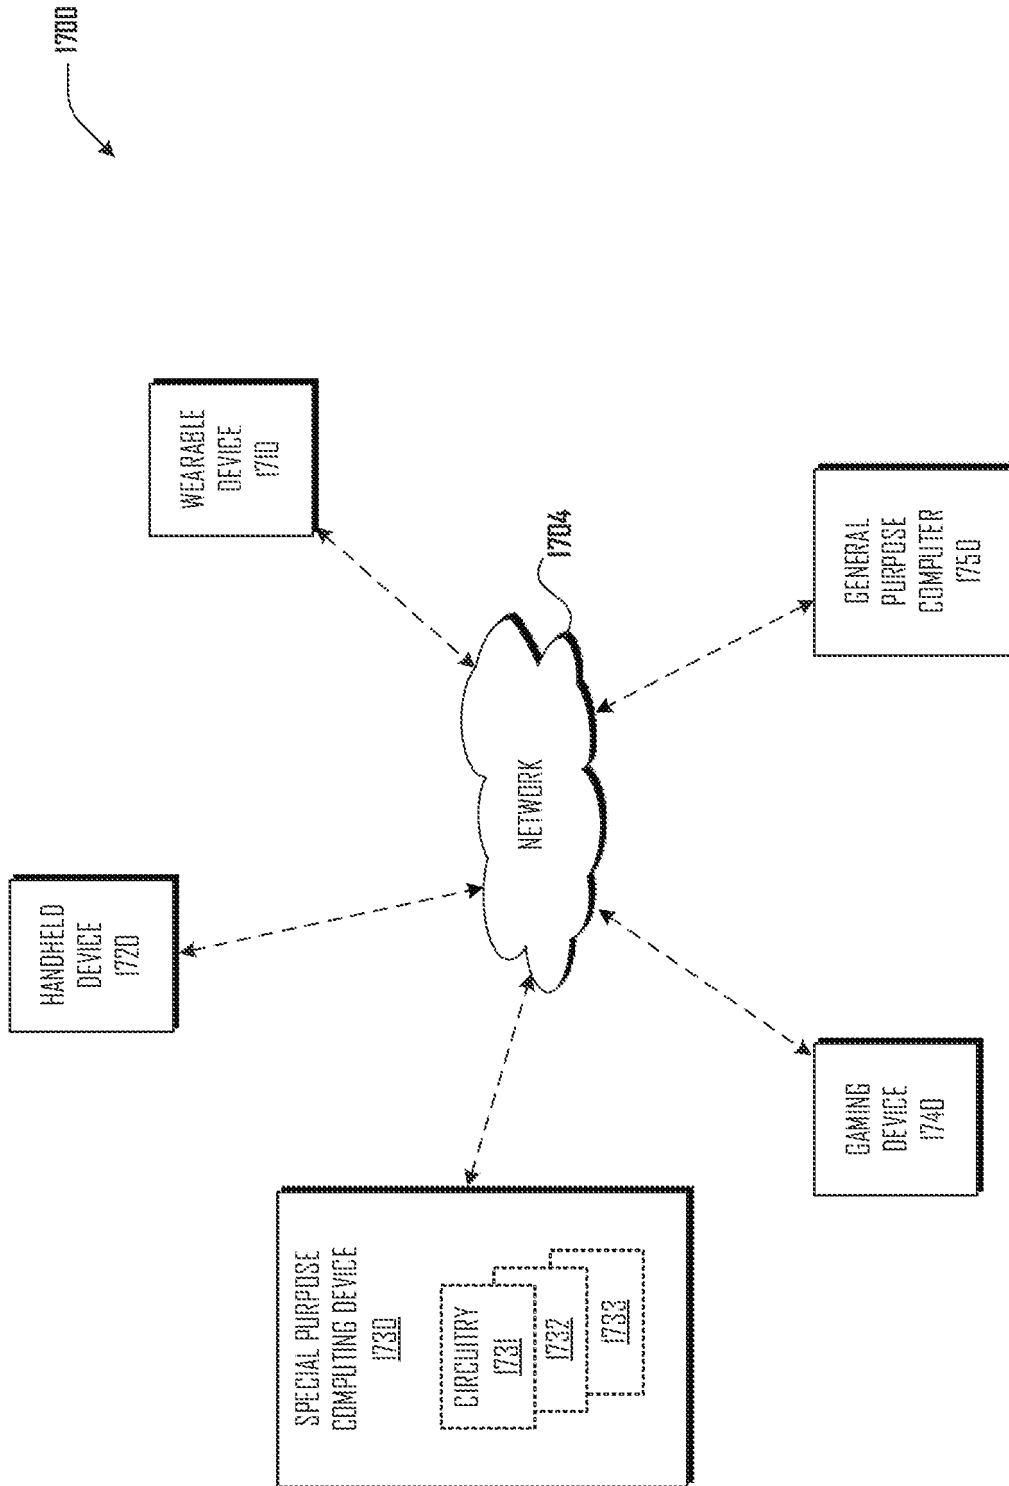 1700
WEARABLE
DEVICE
1710
HANDHELD
DEVICE
1720
NETWORK
1704
GENERAL
PURPOSE
COMPUTER
1750
SPECIAL PURPOSE
COMPUTING DEVICE
1730
CIRCUITRY
1731
1732
1733
GAMING
DEVICE
1740